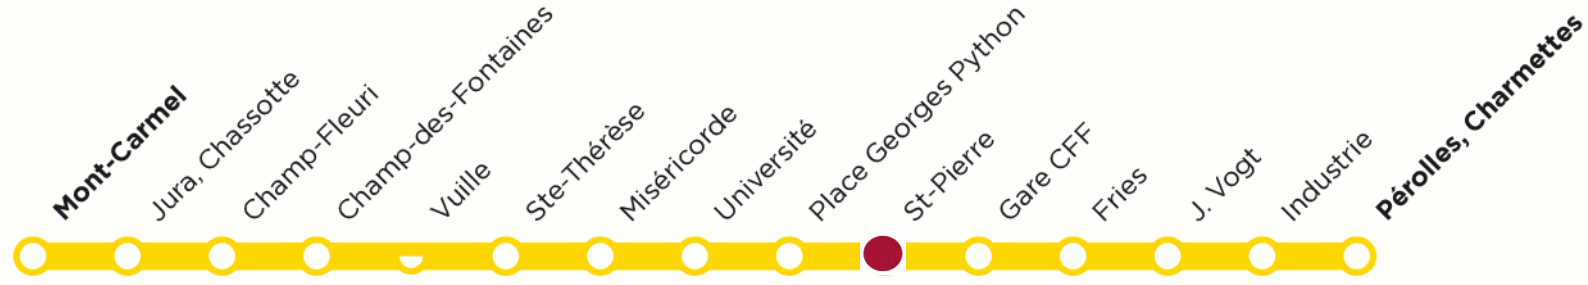 Mont-Carmel
Jura, Chassotte
Champ-Fleuri
Champ-des-Fontaines
Vuille
Ste-Thérèse
Miséricorde
Université
Place Georges Python
St-Pierre
Gare CFF
Fries
J. Vogt
Industrie
Pérolles, Charmettes